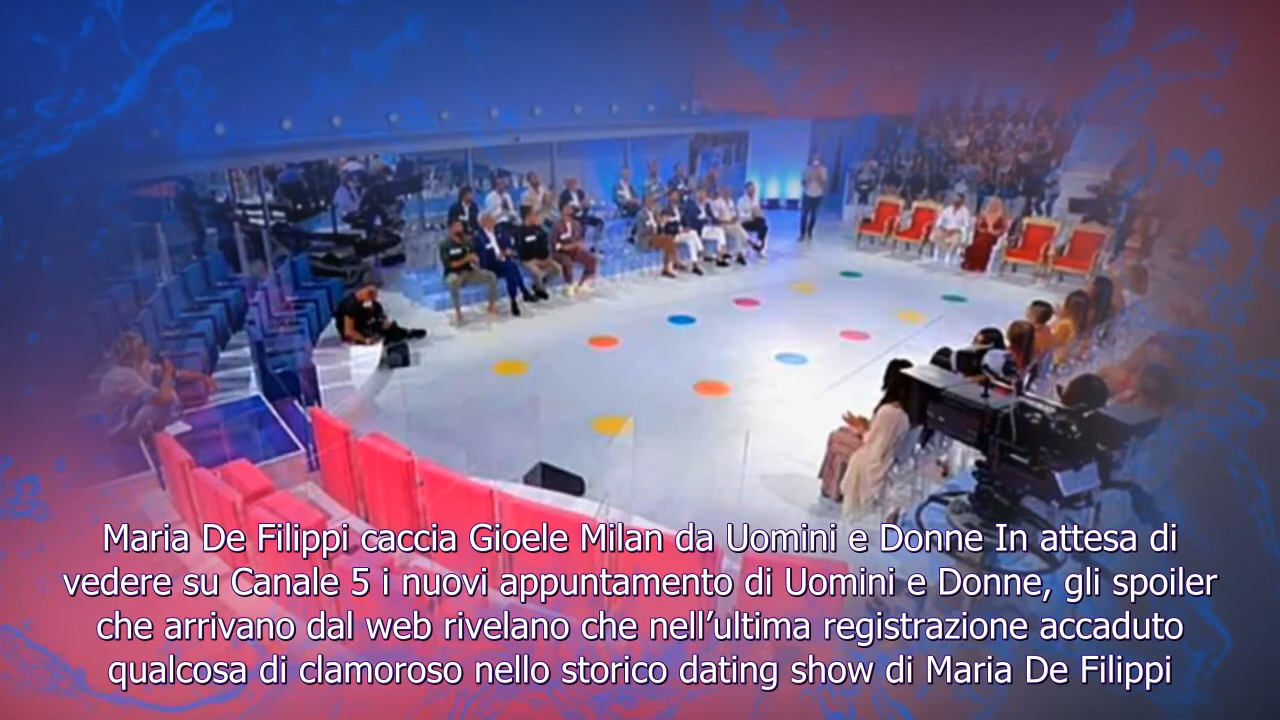 Maria De Filippi caccia Gioele Milan da Uomini e Donne In attesa di
vedere su Canale 5 i nuovi appuntamento di Uomini e Donne, gli spoiler
che arrivano dal web rivelano che nell’ultima registrazione accaduto
qualcosa di clamoroso nello storico dating show di Maria De Filippi